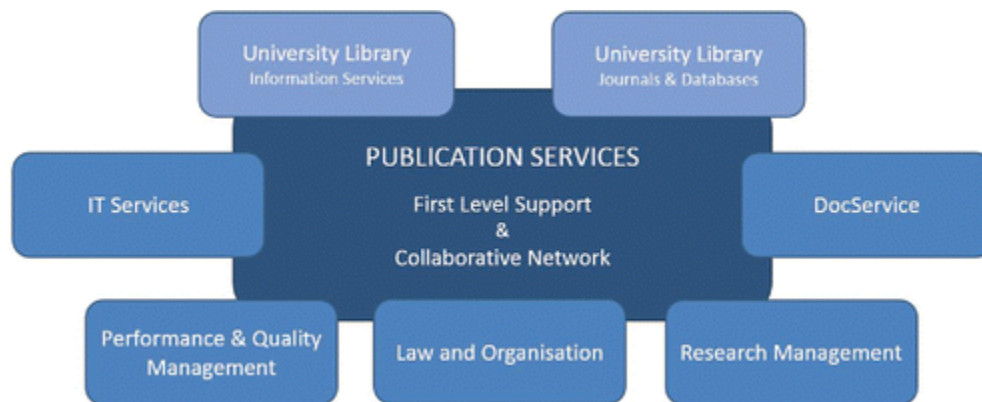 University Library
Information Services
University Library
Journals & Databases
PUBLICATION SERVICES
First Level Support
&
Collaborative Network
IT Services
DocService
Performance & Quality
Management
Law and Organisation
Research Management